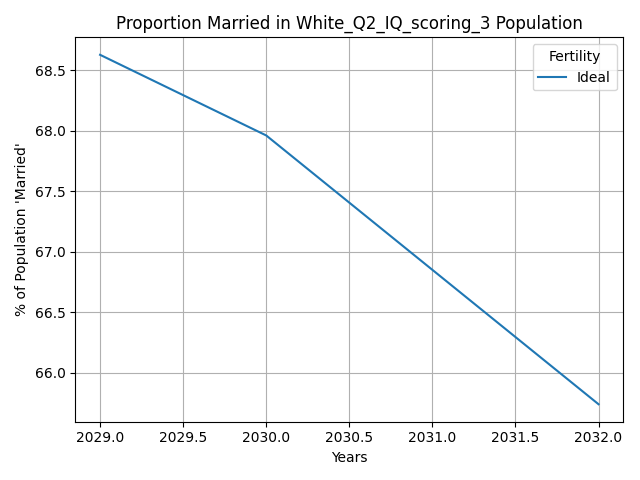 Proportion Married in White_Q2_IQ_scoring_3 Population
Fertility
Ideal
% of Population 'Married'
68.5
68.0
67.5
67.0
66.5
66.0
2029.0 2029.5 2030.0 2030.5 2031.0 2031.5 2032.0
Years